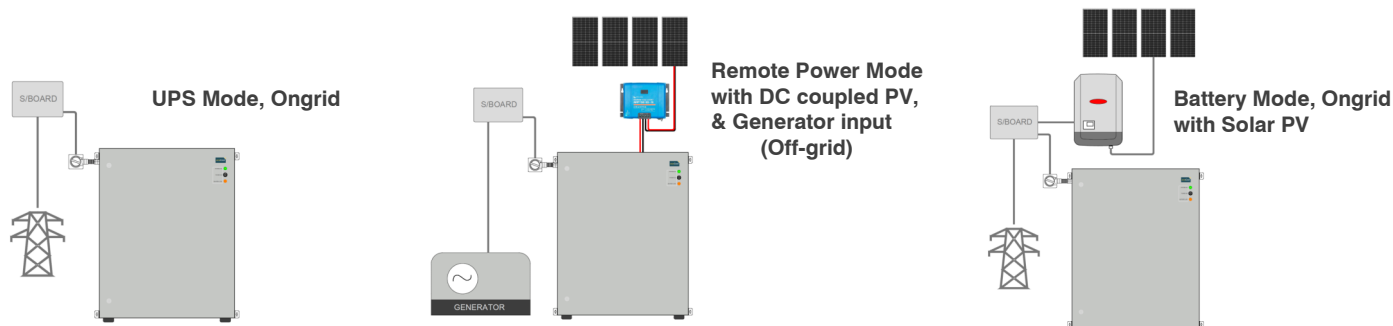 S/BOARD
UPS Mode, Ongrid
S/BOARD
GENERATOR
Remote Power Mode
with DC coupled PV,
& Generator input
(Off-grid)
S/BOARD
Battery Mode, Ongrid
with Solar PV